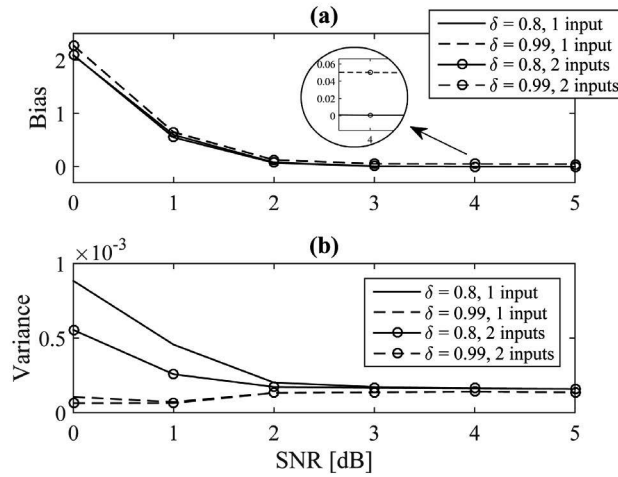 (a)
δ = 0.8, 1 input
δ = 0.99, 1 input
δ = 0.8, 2 inputs
δ = 0.99, 2 inputs
0.06
0.04
0.02
0
4
Bias
2
1
0
0 1 2 3 4 5
(b)
×10⁻³
δ = 0.8, 1 input
δ = 0.99, 1 input
δ = 0.8, 2 inputs
δ = 0.99, 2 inputs
Variance
1
0.5
0
0 1 2 3 4 5
SNR [dB]